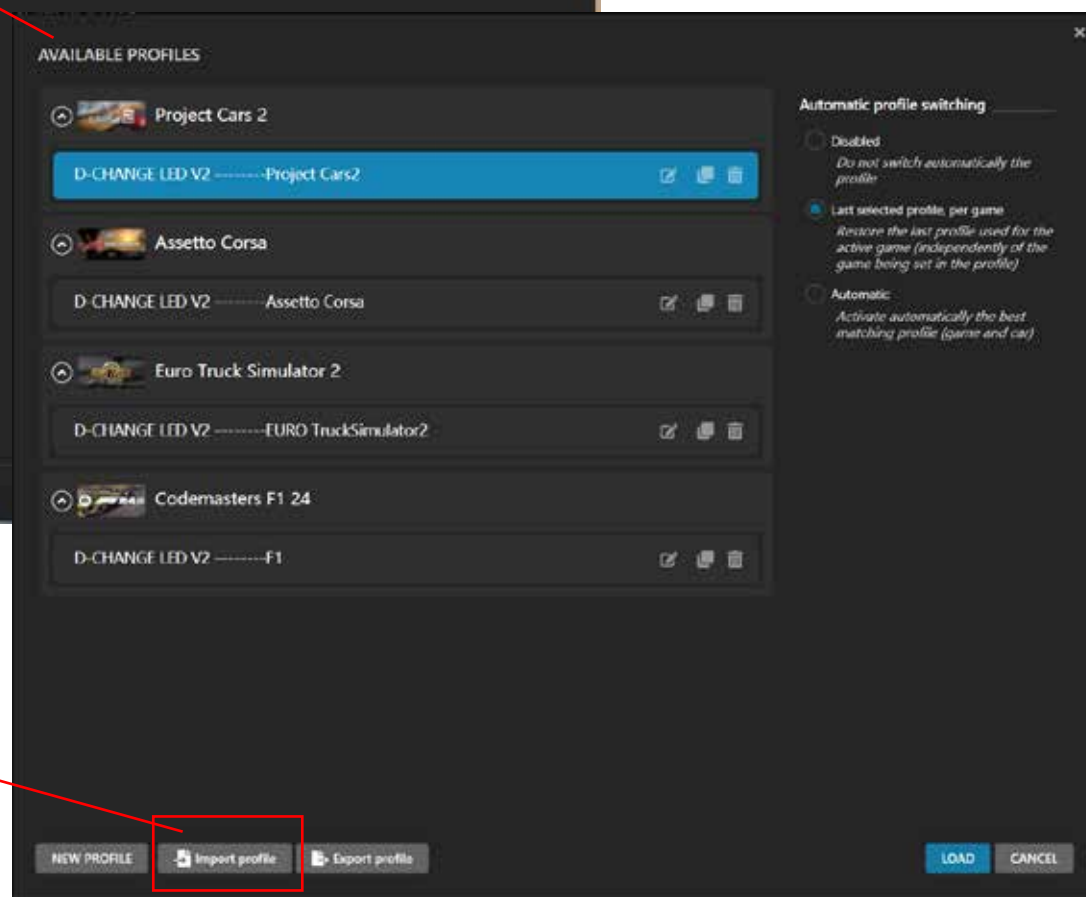 AVAILABLE PROFILES
Project Cars 2
D-CHANGE LED V2 ---------Project Cars2
Assetto Corsa
D-CHANGE LED V2 ---------Assetto Corsa
Euro Truck Simulator 2
D-CHANGE LED V2 ---------EURO TruckSimulator2
Codemasters F1 24
D-CHANGE LED V2 ---------F1
Automatic profile switching
Disabled
Do not switch automatically the
profile
Last selected profile, per game
Restore the last profile used for the
active game (independently of the
game being set in the profile)
Automatic
Activate automatically the best
matching profile (game and car)
NEW PROFILE
Import profile
Export profile
LOAD
CANCEL